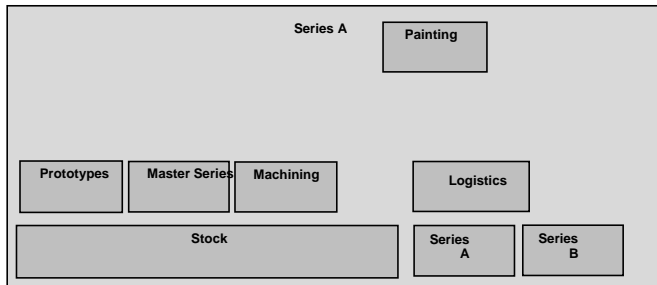 Series A
Painting
Prototypes
Master Series
Machining
Logistics
Stock
Series
A
Series
B